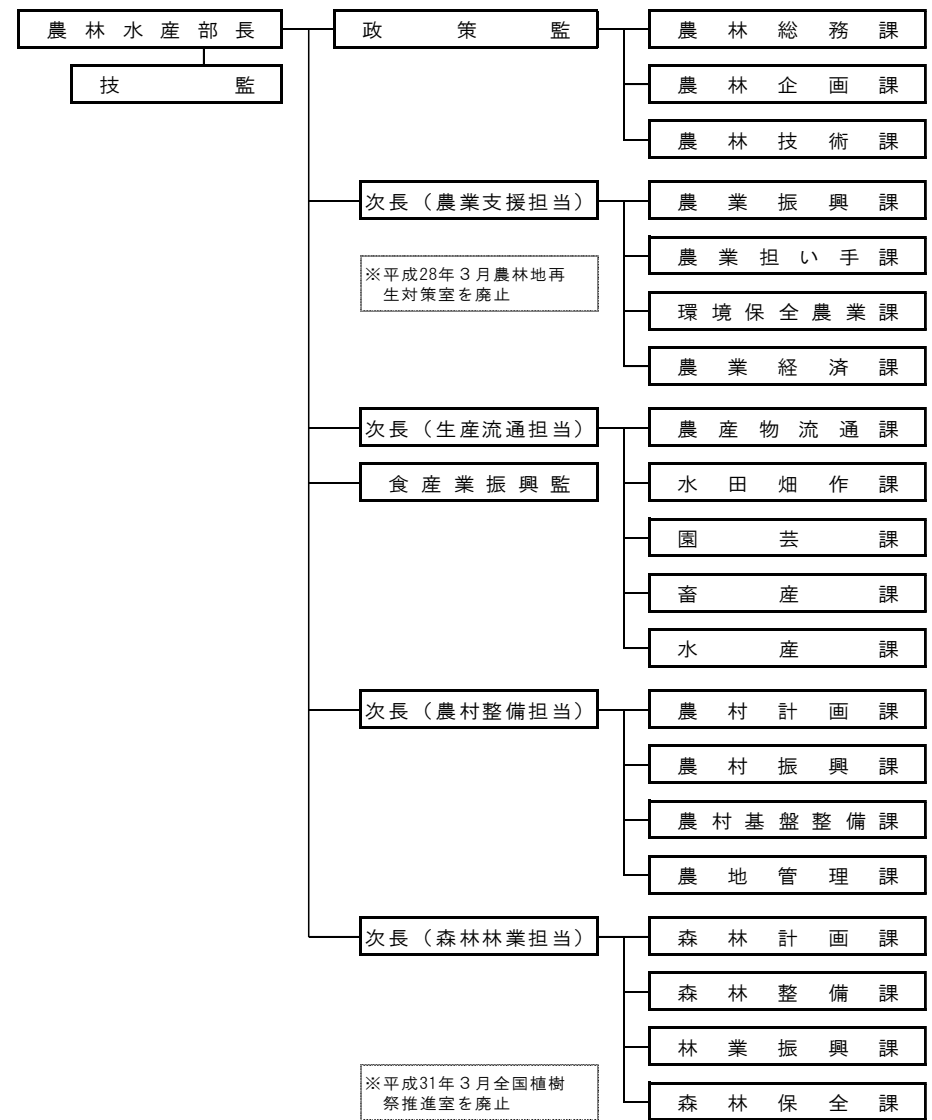 農林水産部長
技監
政策監
農林総務課
農林企画課
農林技術課
次長（農業支援担当）
※平成28年３月農林地再
生対策室を廃止
農業振興課
農業担い手課
環境保全農業課
農業経済課
次長（生産流通担当）
食産業振興監
農産物流通課
水田畑作課
園芸課
畜産課
水産課
次長（農村整備担当）
農村計画課
農村振興課
農村基盤整備課
農地管理課
次長（森林林業担当）
※平成31年３月全国植樹
祭推進室を廃止
森林計画課
森林整備課
林業振興課
森林保全課